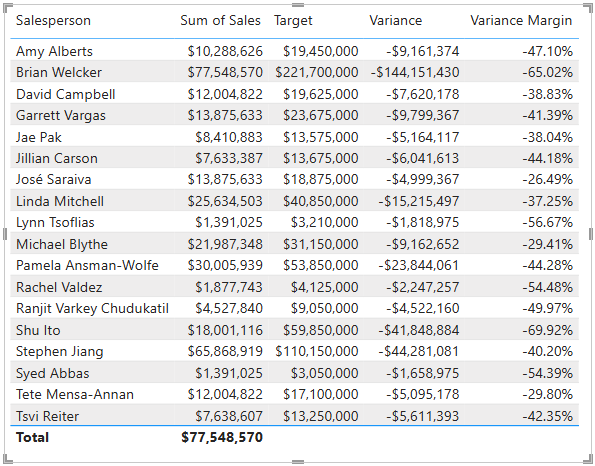 Salesperson Sum of Sales Target Variance Variance Margin
Amy Alberts $10,288,626 $19,450,000 -$9,161,374 -47.10%
Brian Welcker $77,548,570 $221,700,000 -$144,151,430 -65.02%
David Campbell $12,004,822 $19,625,000 -$7,620,178 -38.83%
Garrett Vargas $13,875,633 $23,675,000 -$9,799,367 -41.39%
Jae Pak $8,410,883 $13,575,000 -$5,164,117 -38.04%
Jillian Carson $7,633,387 $13,675,000 -$6,041,613 -44.18%
José Saraiva $13,875,633 $18,875,000 -$4,999,367 -26.49%
Linda Mitchell $25,634,503 $40,850,000 -$15,215,497 -37.25%
Lynn Tsoflias $1,391,025 $3,210,000 -$1,818,975 -56.67%
Michael Blythe $21,987,348 $31,150,000 -$9,162,652 -29.41%
Pamela Ansman-Wolfe $30,005,939 $53,850,000 -$23,844,061 -44.28%
Rachel Valdez $1,877,743 $4,125,000 -$2,247,257 -54.48%
Ranjit Varkey Chudukatil $4,527,840 $9,050,000 -$4,522,160 -49.97%
Shu Ito $18,001,116 $59,850,000 -$41,848,884 -69.92%
Stephen Jiang $65,868,919 $110,150,000 -$44,281,081 -40.20%
Syed Abbas $1,391,025 $3,050,000 -$1,658,975 -54.39%
Tete Mensa-Annan $12,004,822 $17,100,000 -$5,095,178 -29.80%
Tsvi Reiter $7,638,607 $13,250,000 -$5,611,393 -42.35%
Total $77,548,570